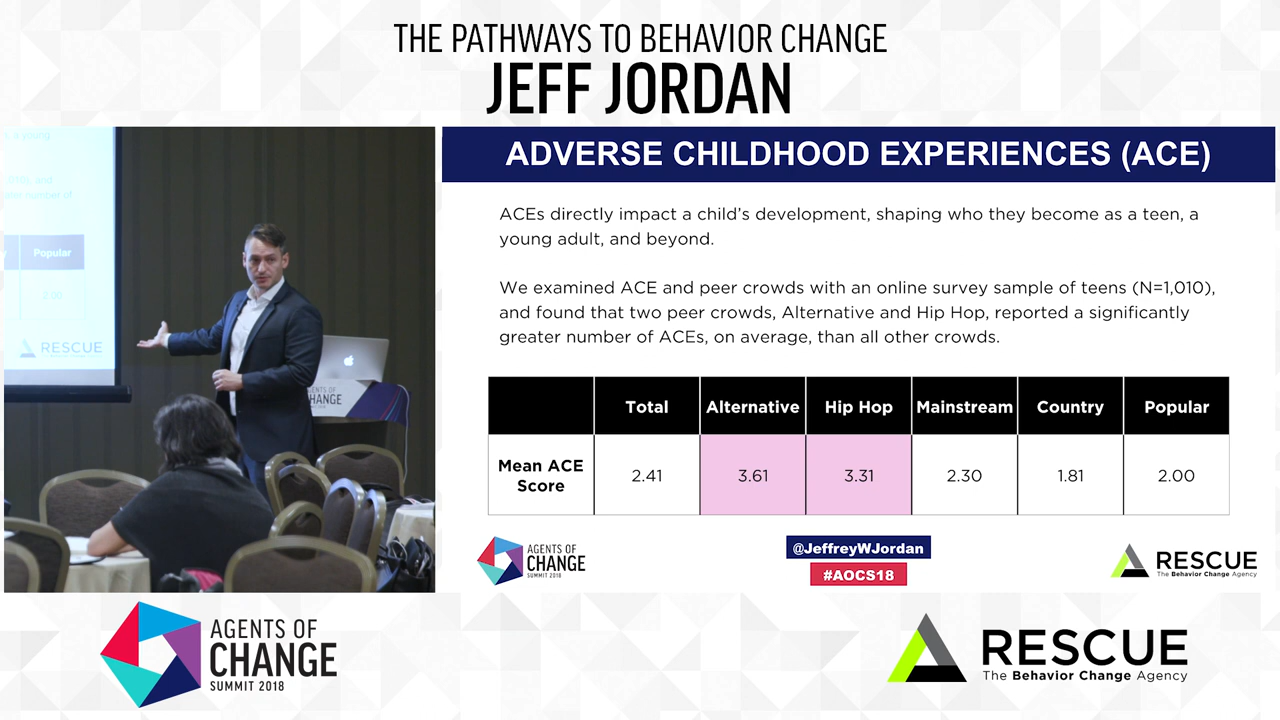 THE PATHWAYS TO BEHAVIOR CHANGE
JEFF JORDAN
Popular
2.00
RESCUE
AGENTS OF
CHANGE
SUMMIT 2018
ADVERSE CHILDHOOD EXPERIENCES (ACE)
ACEs directly impact a child’s development, shaping who they become as a teen, a
young adult, and beyond.
We examined ACE and peer crowds with an online survey sample of teens (N=1,010),
and found that two peer crowds, Alternative and Hip Hop, reported a significantly
greater number of ACEs, on average, than all other crowds.
Total Alternative Hip Hop Mainstream Country Popular
Mean ACE
Score
2.41 3.61 3.31 2.30 1.81 2.00
AGENTS OF
CHANGE
SUMMIT 2018
@JeffreyWJordan
#AOCS18
RESCUE
The Behavior Change Agency
AGENTS OF
CHANGE
SUMMIT 2018
RESCUE
The Behavior Change Agency